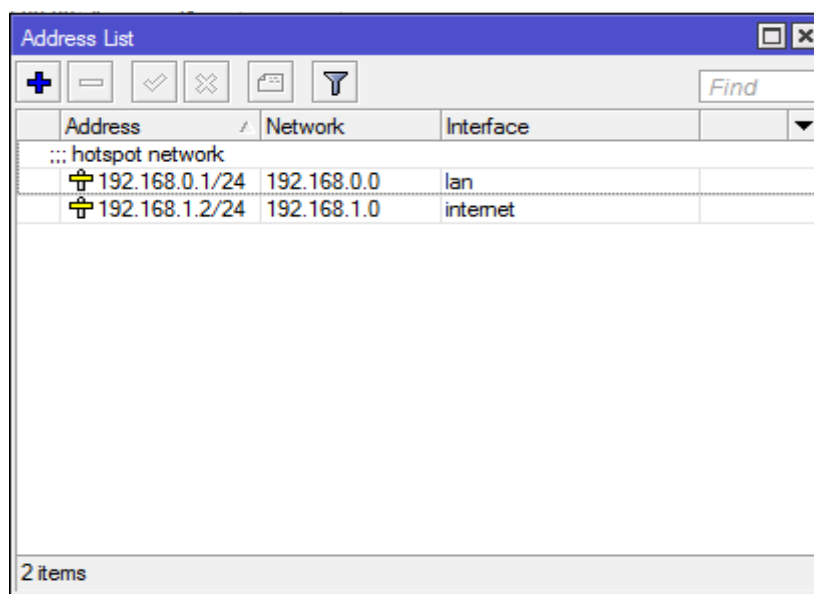 Address List
Find
Address Network Interface
;;; hotspot network
192.168.0.1/24 192.168.0.0 lan
192.168.1.2/24 192.168.1.0 internet
2 items